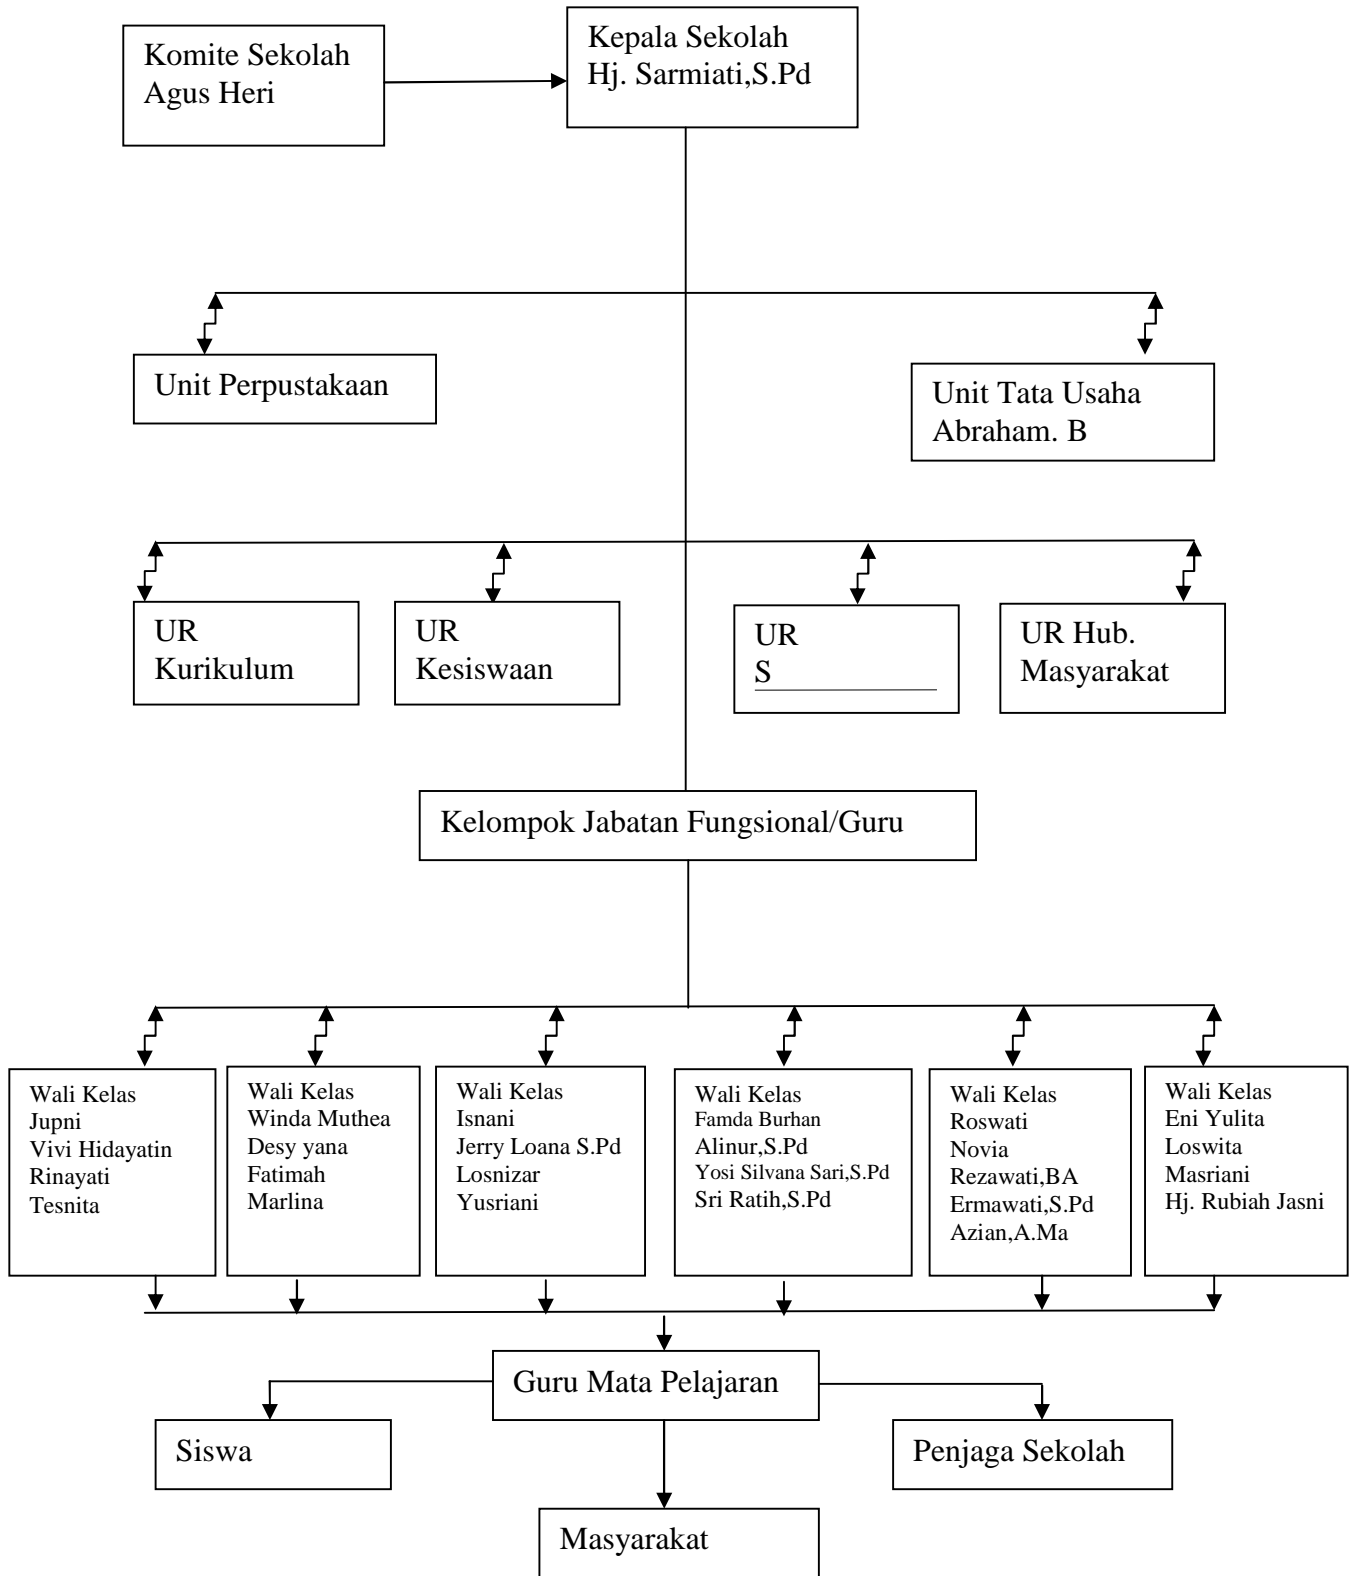 Komite Sekolah
Agus Heri
Kepala Sekolah
Hj. Sarmiati,S.Pd
Unit Perpustakaan
Unit Tata Usaha
Abraham. B
UR
Kurikulum
UR
Kesiswaan
UR
S
UR Hub.
Masyarakat
Kelompok Jabatan Fungsional/Guru
Wali Kelas
Jupni
Vivi Hidayatin
Rinayati
Tesnita
Wali Kelas
Winda Muthea
Desy yana
Fatimah
Marlina
Wali Kelas
Isnani
Jerry Loana S.Pd
Losnizar
Yusriani
Wali Kelas
Famda Burhan
Alinur,S.Pd
Yosi Silvana Sari,S.Pd
Sri Ratih,S.Pd
Wali Kelas
Roswati
Novia
Rezawati,BA
Ermawati,S.Pd
Azian,A.Ma
Wali Kelas
Eni Yulita
Loswita
Masriani
Hj. Rubiah Jasni
Guru Mata Pelajaran
Siswa
Penjaga Sekolah
Masyarakat